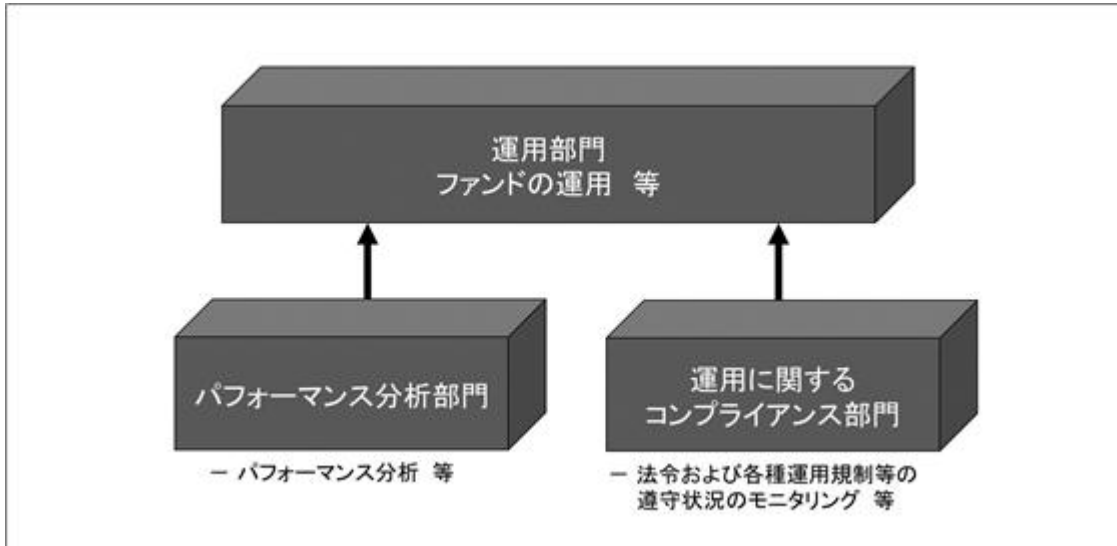 運用部門
ファンドの運用 等
パフォーマンス分析部門
－ パフォーマンス分析 等
運用に関する
コンプライアンス部門
－ 法令および各種運用規制等の
遵守状況のモニタリング 等